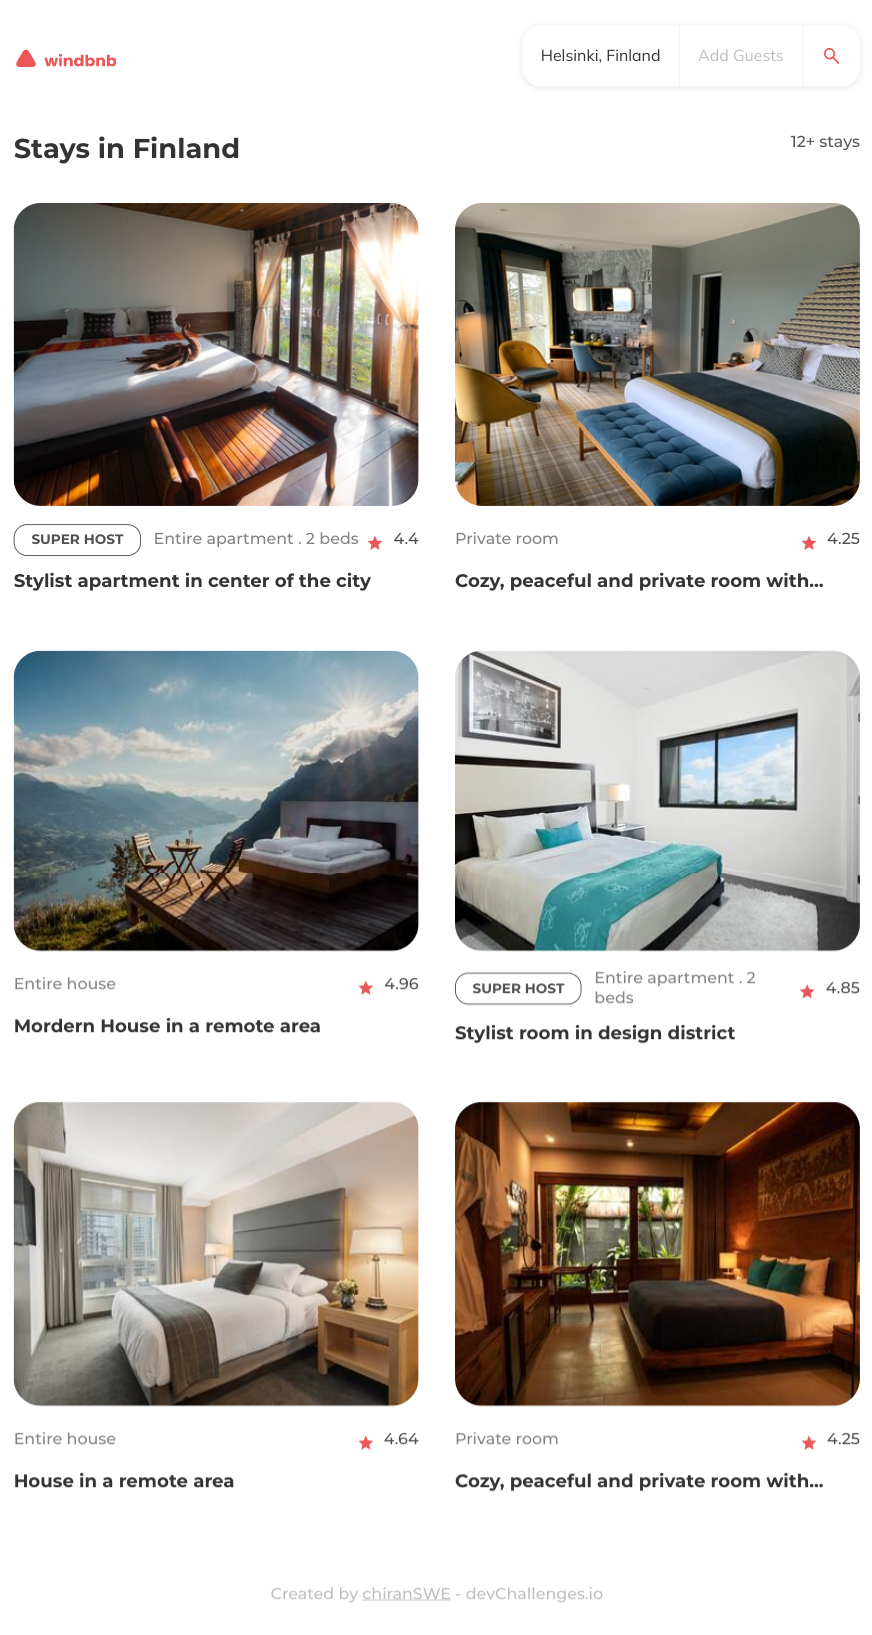 windbnb
Helsinki, Finland
Add Guests
Stays in Finland
12+ stays
SUPER HOST
Entire apartment . 2 beds
4.4
Stylist apartment in center of the city
Private room
4.25
Cozy, peaceful and private room with...
Entire house
4.96
Mordern House in a remote area
SUPER HOST
Entire apartment . 2
beds
4.85
Stylist room in design district
Entire house
4.64
House in a remote area
Private room
4.25
Cozy, peaceful and private room with...
Created by chiranSWE - devChallenges.io